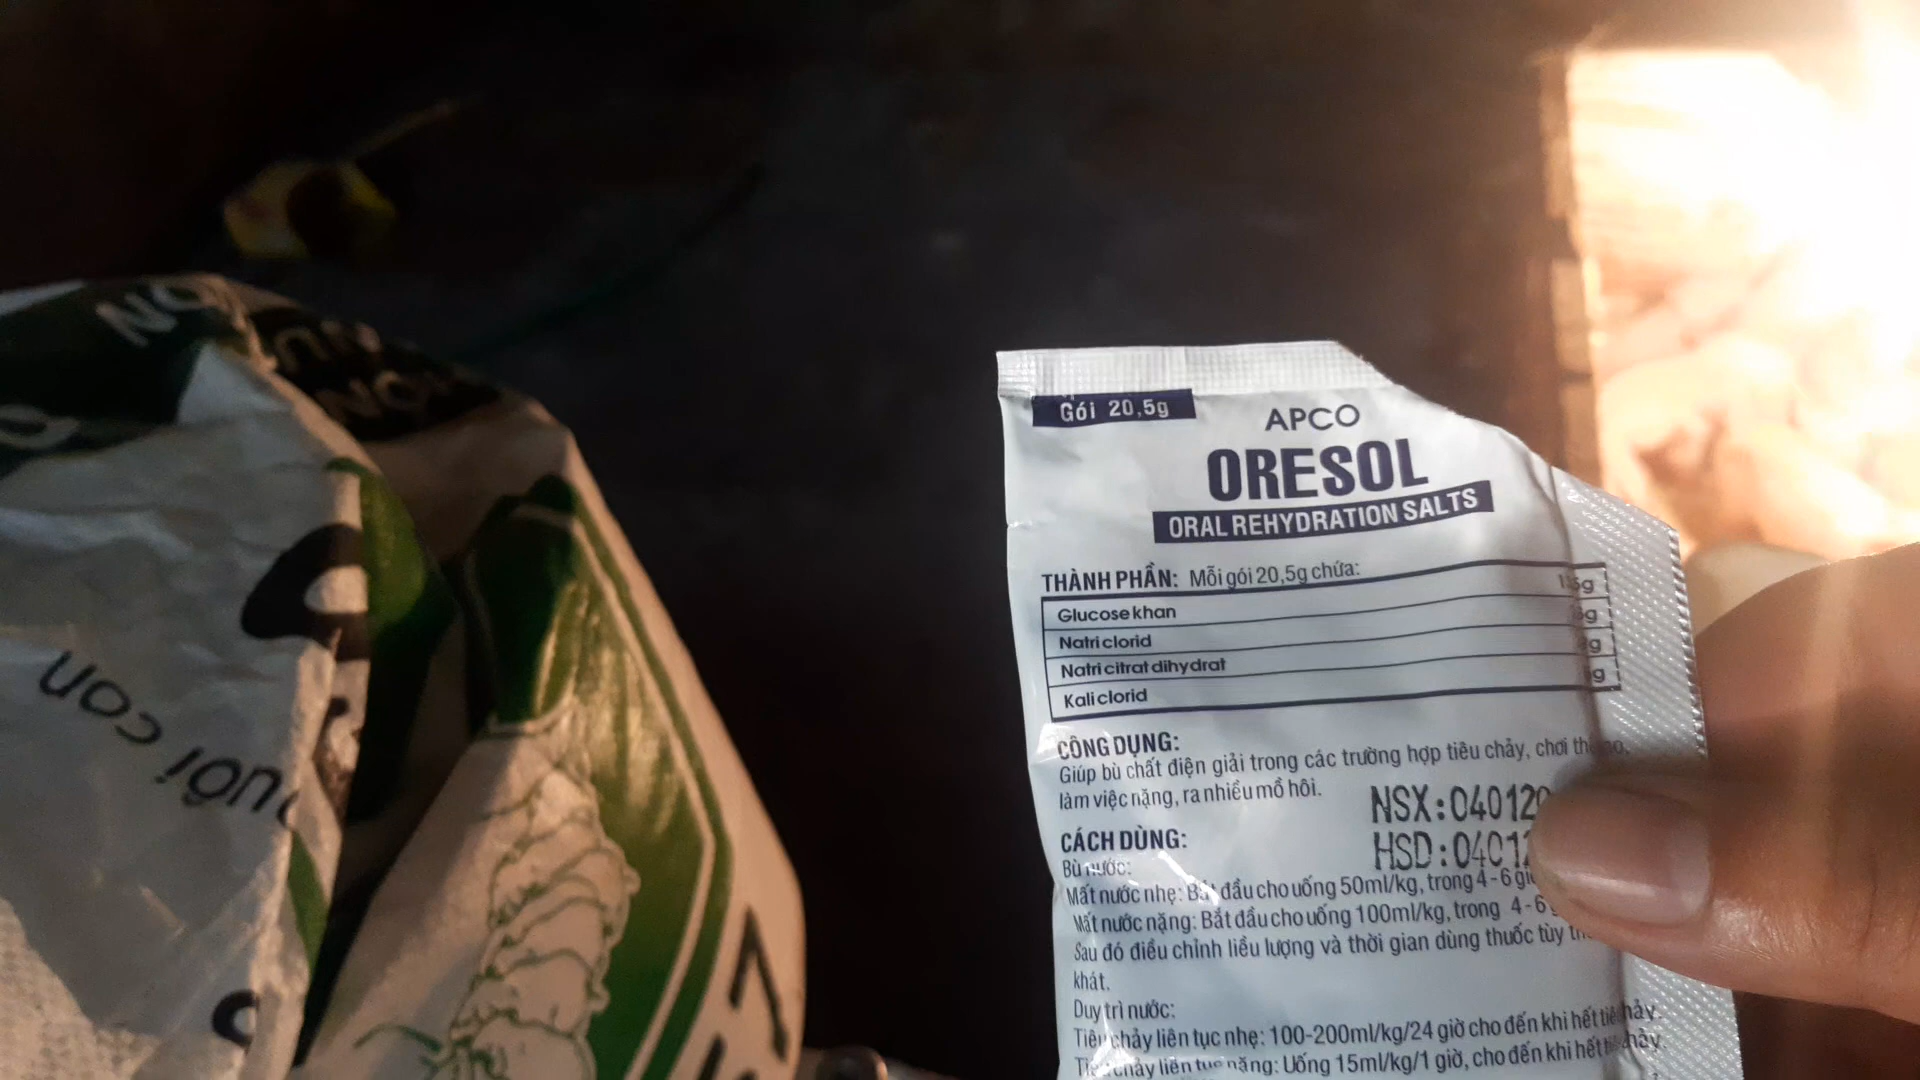 uôi con
Gói 20,5g
APCO
ORESOL
ORAL REHYDRATION SALTS
THÀNH PHẦN: Mỗi gói 20,5g chứa:
Glucose khan
g
Natri clorid
g
Natri citrat dihydrat
g
Kali clorid
g
CÔNG DỤNG:
Giúp bù chất điện giải trong các trường hợp tiêu chảy, chơi
làm việc nặng, ra nhiều mồ hôi.
NSX:040120
HSD:0401
CÁCH DÙNG:
Bù nước:
Mất nước nhẹ: Bắt đầu cho uống 50ml/kg, trong 4-6
Mất nước nặng: Bắt đầu cho uống 100ml/kg, trong 4-6
Sau đó điều chỉnh liều lượng và thời gian dùng thuốc tùy
khát.
Duy trì nước:
Tiêu chảy liên tục nhẹ: 100-200ml/kg/24 giờ cho đến khi hết tiêu chảy
Tiêu chảy liên tục nặng: Uống 15ml/kg/1 giờ, cho đến khi hết tiêu chảy